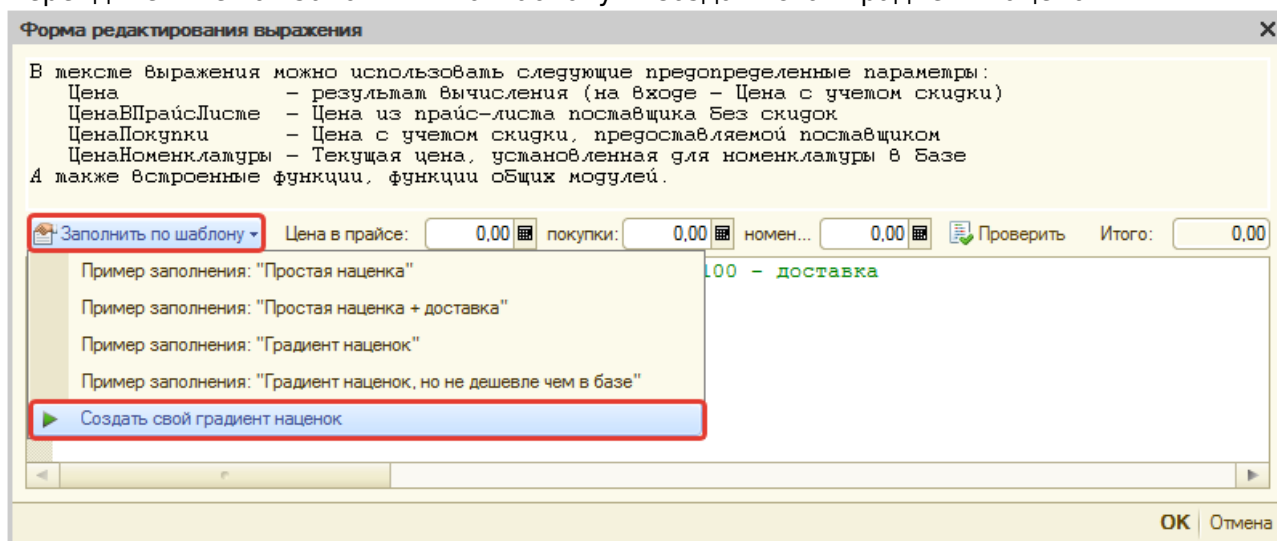 Форма редактирования выражения
В тексте выражения можно использовать следующие предопределенные параметры:
Цена – результат вычисления (на входе – Цена с учетом скидки)
ЦенаВПрайсЛисте – Цена из прайс-листа поставщика без скидок
ЦенаПокупки – Цена с учетом скидки, предоставляемой поставщиком
ЦенаНоменклатуры – Текущая цена, установленная для номенклатуры в базе
А также встроенные функции, функции общих модулей.
Заполнить по шаблону Цена в прайсе: 0,00 покупки: 0,00 номен... 0,00 Проверить Итого: 0,00
Пример заполнения: "Простая наценка" 100 - доставка
Пример заполнения: "Простая наценка + доставка"
Пример заполнения: "Градиент наценок"
Пример заполнения: "Градиент наценок, но не дешевле чем в базе"
Создать свой градиент наценок
OK Отмена